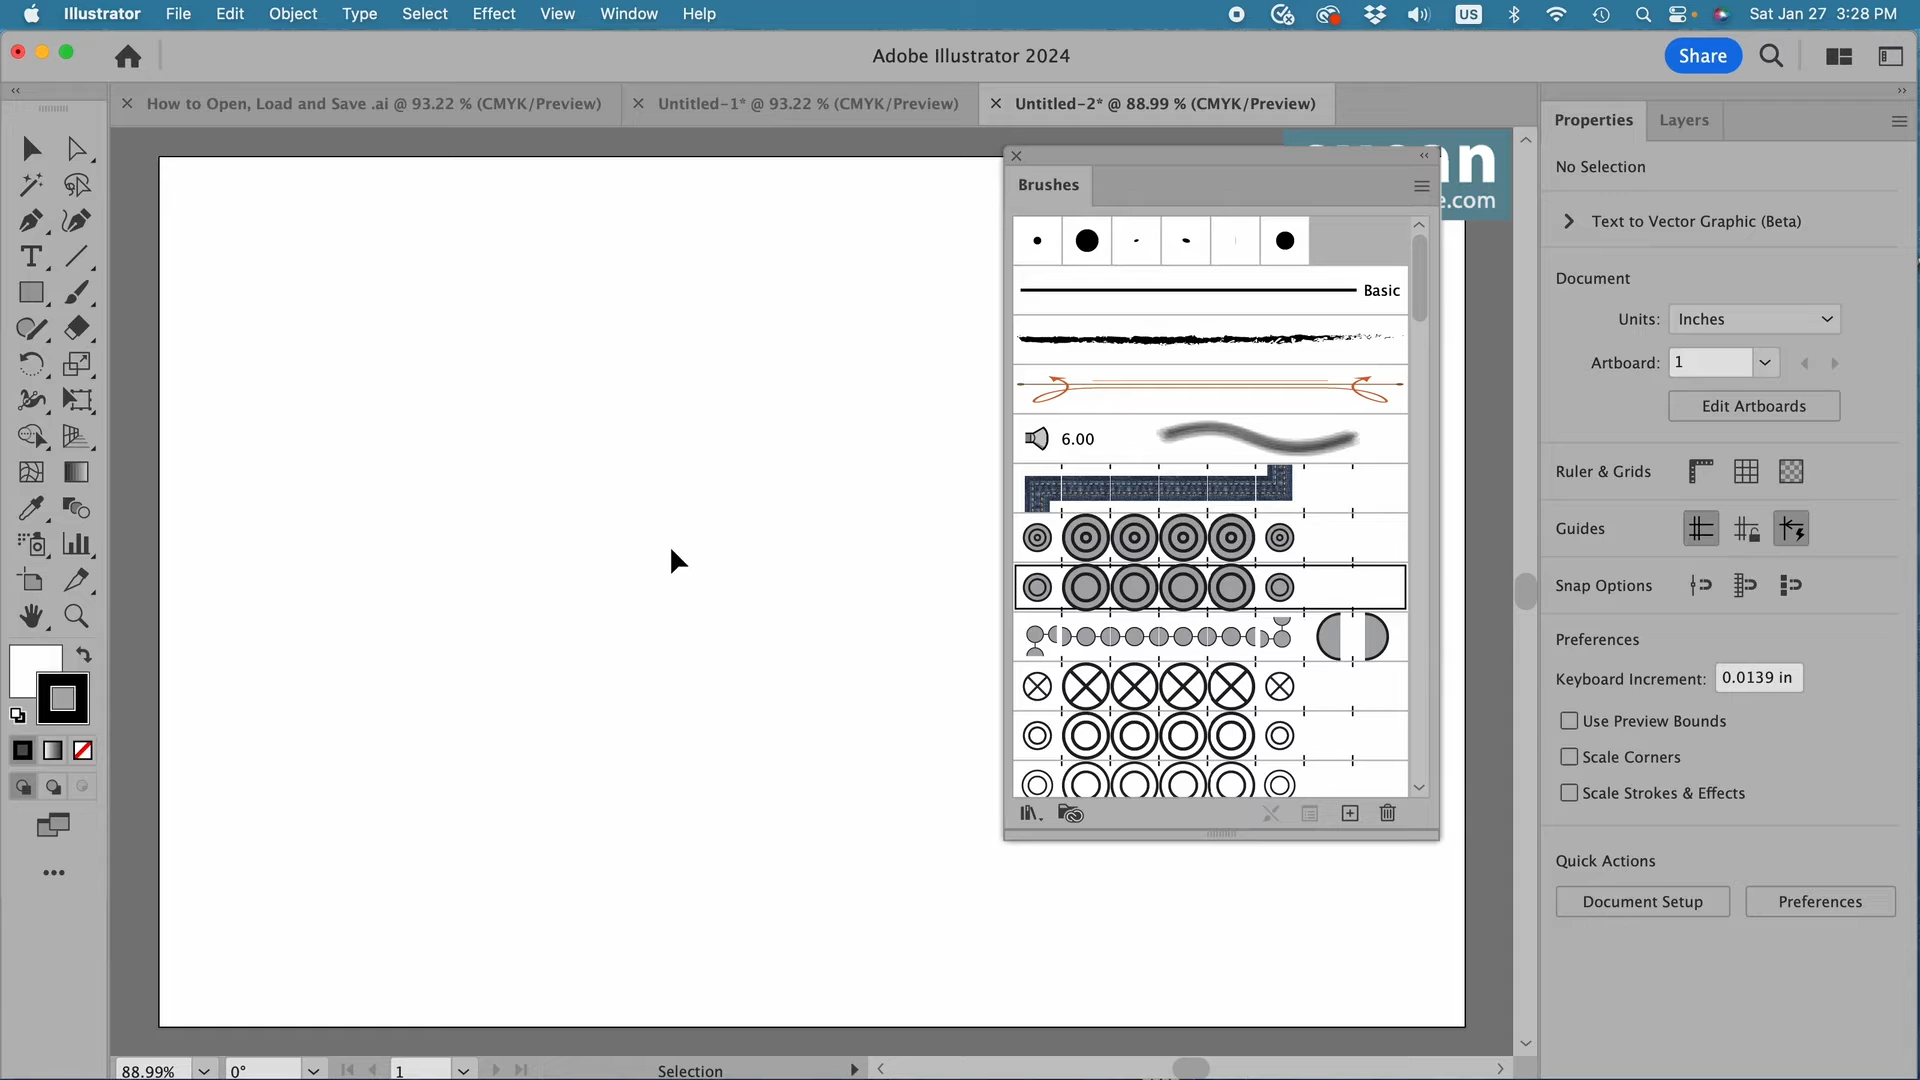 Illustrator File Edit Object Type Select Effect View Window Help US Sat Jan 27 3:28 PM
Adobe Illustrator 2024 Share
How to Open, Load and Save .ai @ 93.22 % (CMYK/Preview) Untitled-1* @ 93.22 % (CMYK/Preview) Untitled-2* @ 88.99 % (CMYK/Preview)
Properties Layers
e.com
No Selection
Brushes
Text to Vector Graphic (Beta)
Document
Basic
Units: Inches
Artboard: 1
Edit Artboards
6.00
Ruler & Grids
Guides
Snap Options
Preferences
Keyboard Increment: 0.0139 in
Use Preview Bounds
Scale Corners
Scale Strokes & Effects
Quick Actions
Document Setup Preferences
88.99% 0° 1 Selection